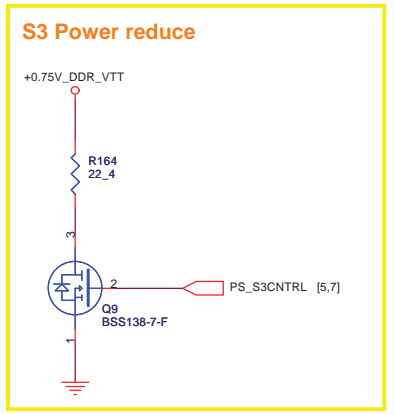 S3 Power reduce
+0.75V_DDR_VTT
R164
22_4
3
2
PS_S3CNTRL [5,7]
Q9
BSS138-7-F
1